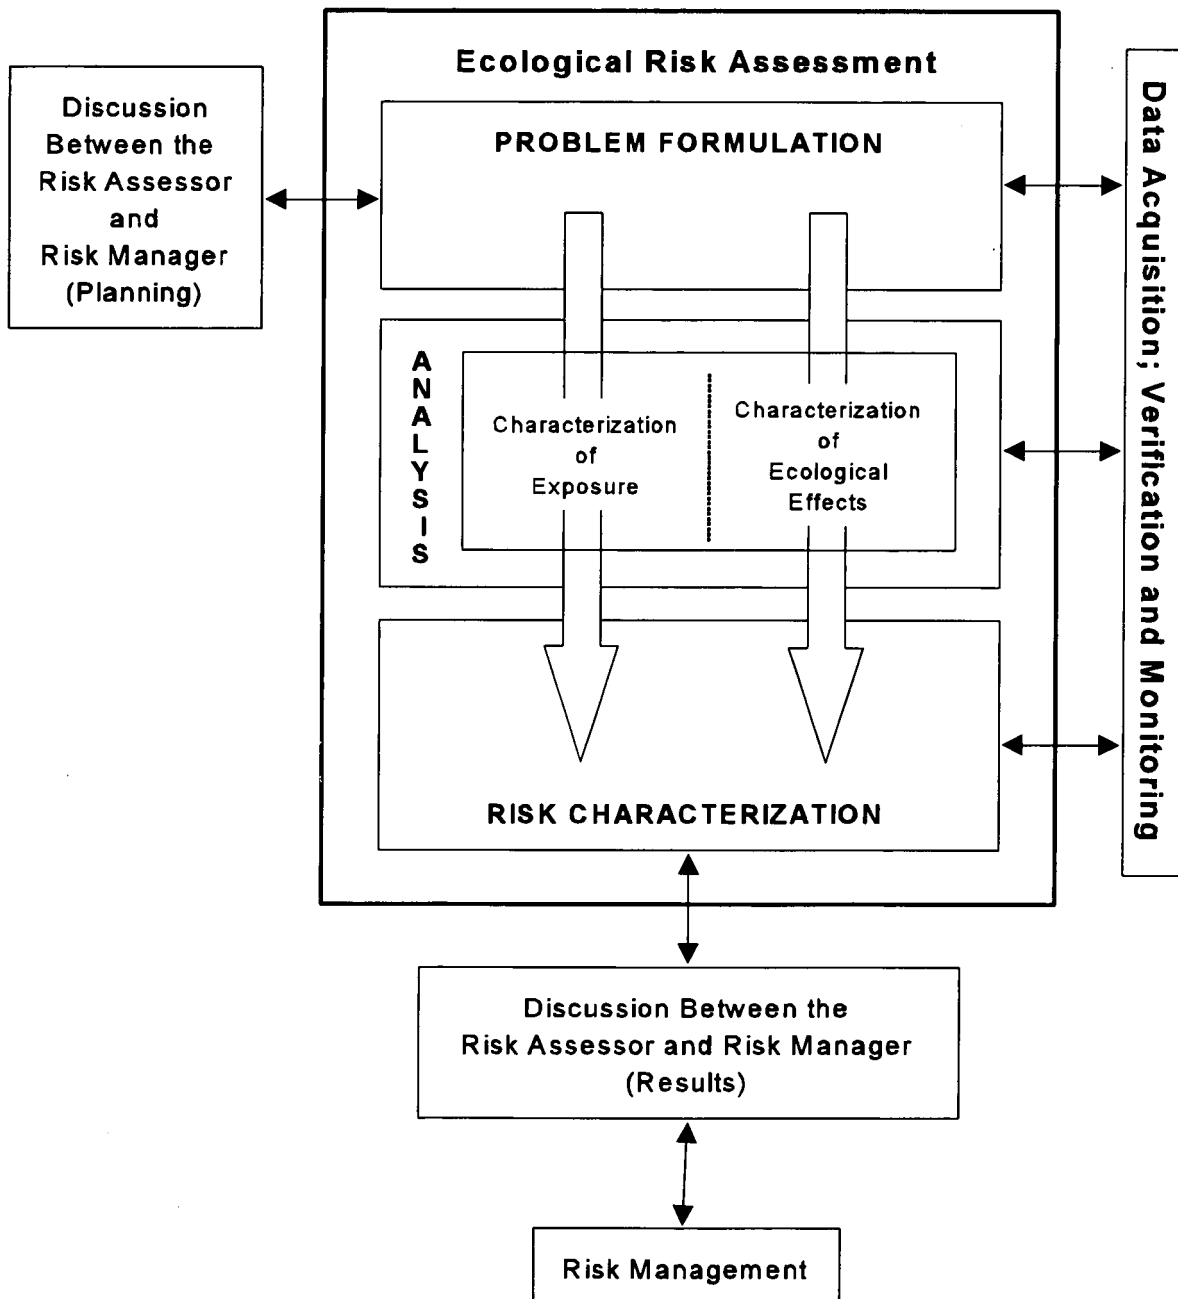 Ecological Risk Assessment
Discussion
Between the
Risk Assessor
and
Risk Manager
(Planning)
PROBLEM FORMULATION
ANALYSIS
Characterization
of
Exposure
Characterization
of
Ecological
Effects
RISK CHARACTERIZATION
Data Acquisition; Verification and Monitoring
Discussion Between the
Risk Assessor and Risk Manager
(Results)
Risk Management